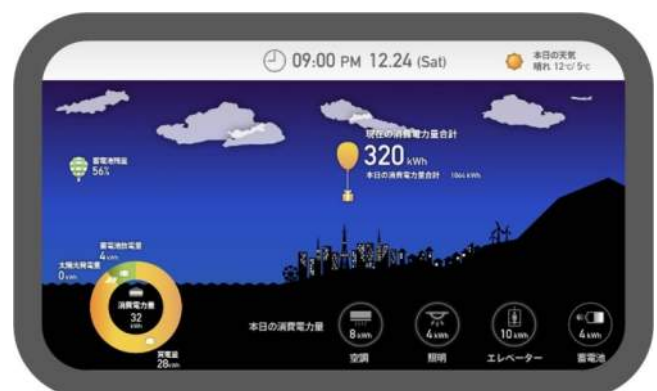 09:00 PM 12.24 (Sat)
本日の天気
晴れ 12℃/ 5℃
現在の消費電力量合計
320 kWh
本日の消費電力量合計 1064 kWh
蓄電池残量
56%
蓄電池放電量
4 kWh
太陽光発電量
0 kWh
消費電力量
32
kWh
買電量
28 kWh
本日の消費電力量
8 kWh
空調
4 kWh
照明
10 kWh
エレベーター
4 kWh
蓄電池